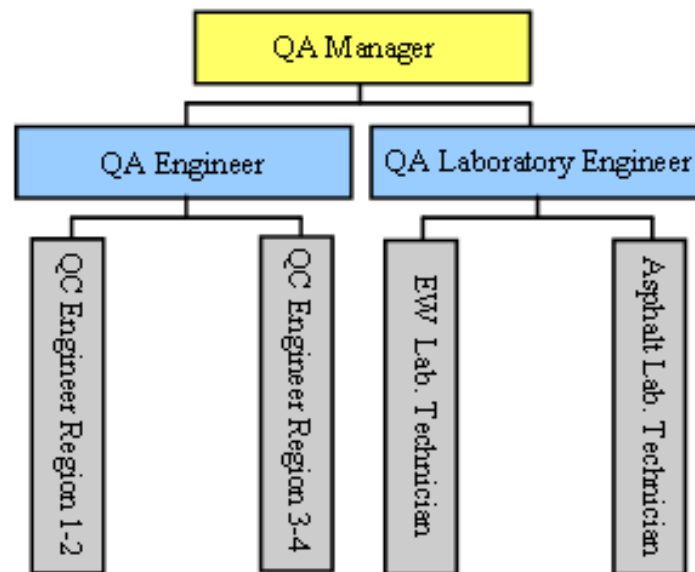 QA Manager
QA Engineer
QA Laboratory Engineer
QC Engineer Region 1-2
QC Engineer Region 3-4
EW Lab. Technician
Asphalt Lab. Technician